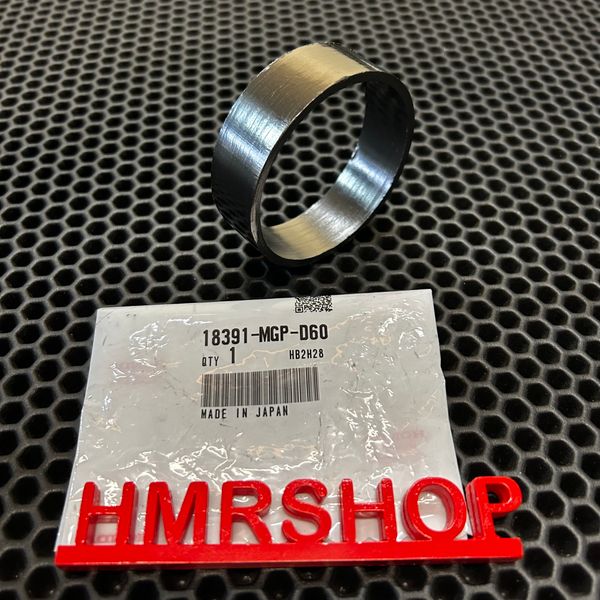 18391-MGP-D60
QTY 1 HB2H28
MADE IN JAPAN
HMRSHOP